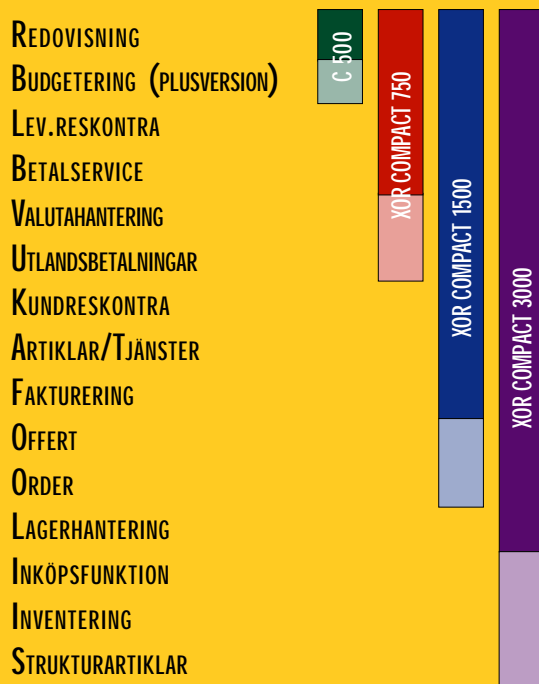 REDOVISNING
BUDGETERING (PLUSVERSION)
LEV.RESKONTRA
BETALSERVICE
VALUTAHANTERING
UTLANDSBETALNINGAR
KUNDRESKONTRA
ARTIKLAR/TJÄNSTER
FAKTURERING
OFFERT
ORDER
LAGERHANTERING
INKÖPSFUNKTION
INVENTERING
STRUKTURARTIKLAR
C 500
XOR COMPACT 750
XOR COMPACT 1500
XOR COMPACT 3000